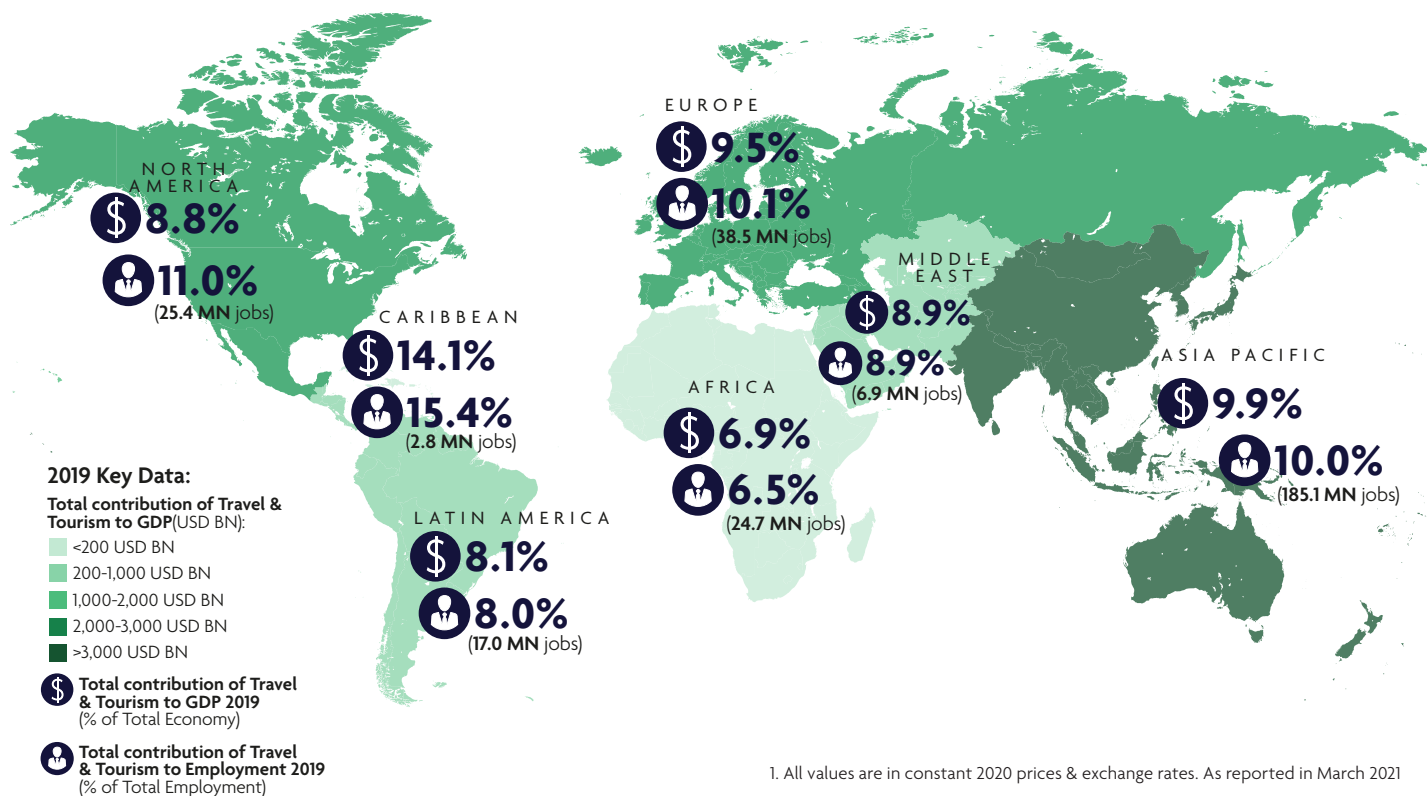 NORTH
AMERICA
8.8%
11.0%
(25.4 MN jobs)
CARIBBEAN
14.1%
15.4%
(2.8 MN jobs)
LATIN AMERICA
8.1%
8.0%
(17.0 MN jobs)
EUROPE
9.5%
10.1%
(38.5 MN jobs)
AFRICA
6.9%
6.5%
(24.7 MN jobs)
MIDDLE
EAST
8.9%
8.9%
(6.9 MN jobs)
ASIA PACIFIC
9.9%
10.0%
(185.1 MN jobs)
2019 Key Data:
Total contribution of Travel &
Tourism to GDP(USD BN):
<200 USD BN
200-1,000 USD BN
1,000-2,000 USD BN
2,000-3,000 USD BN
>3,000 USD BN
$ Total contribution of Travel
& Tourism to GDP 2019
(% of Total Economy)
Total contribution of Travel
& Tourism to Employment 2019
(% of Total Employment)
1. All values are in constant 2020 prices & exchange rates. As reported in March 2021